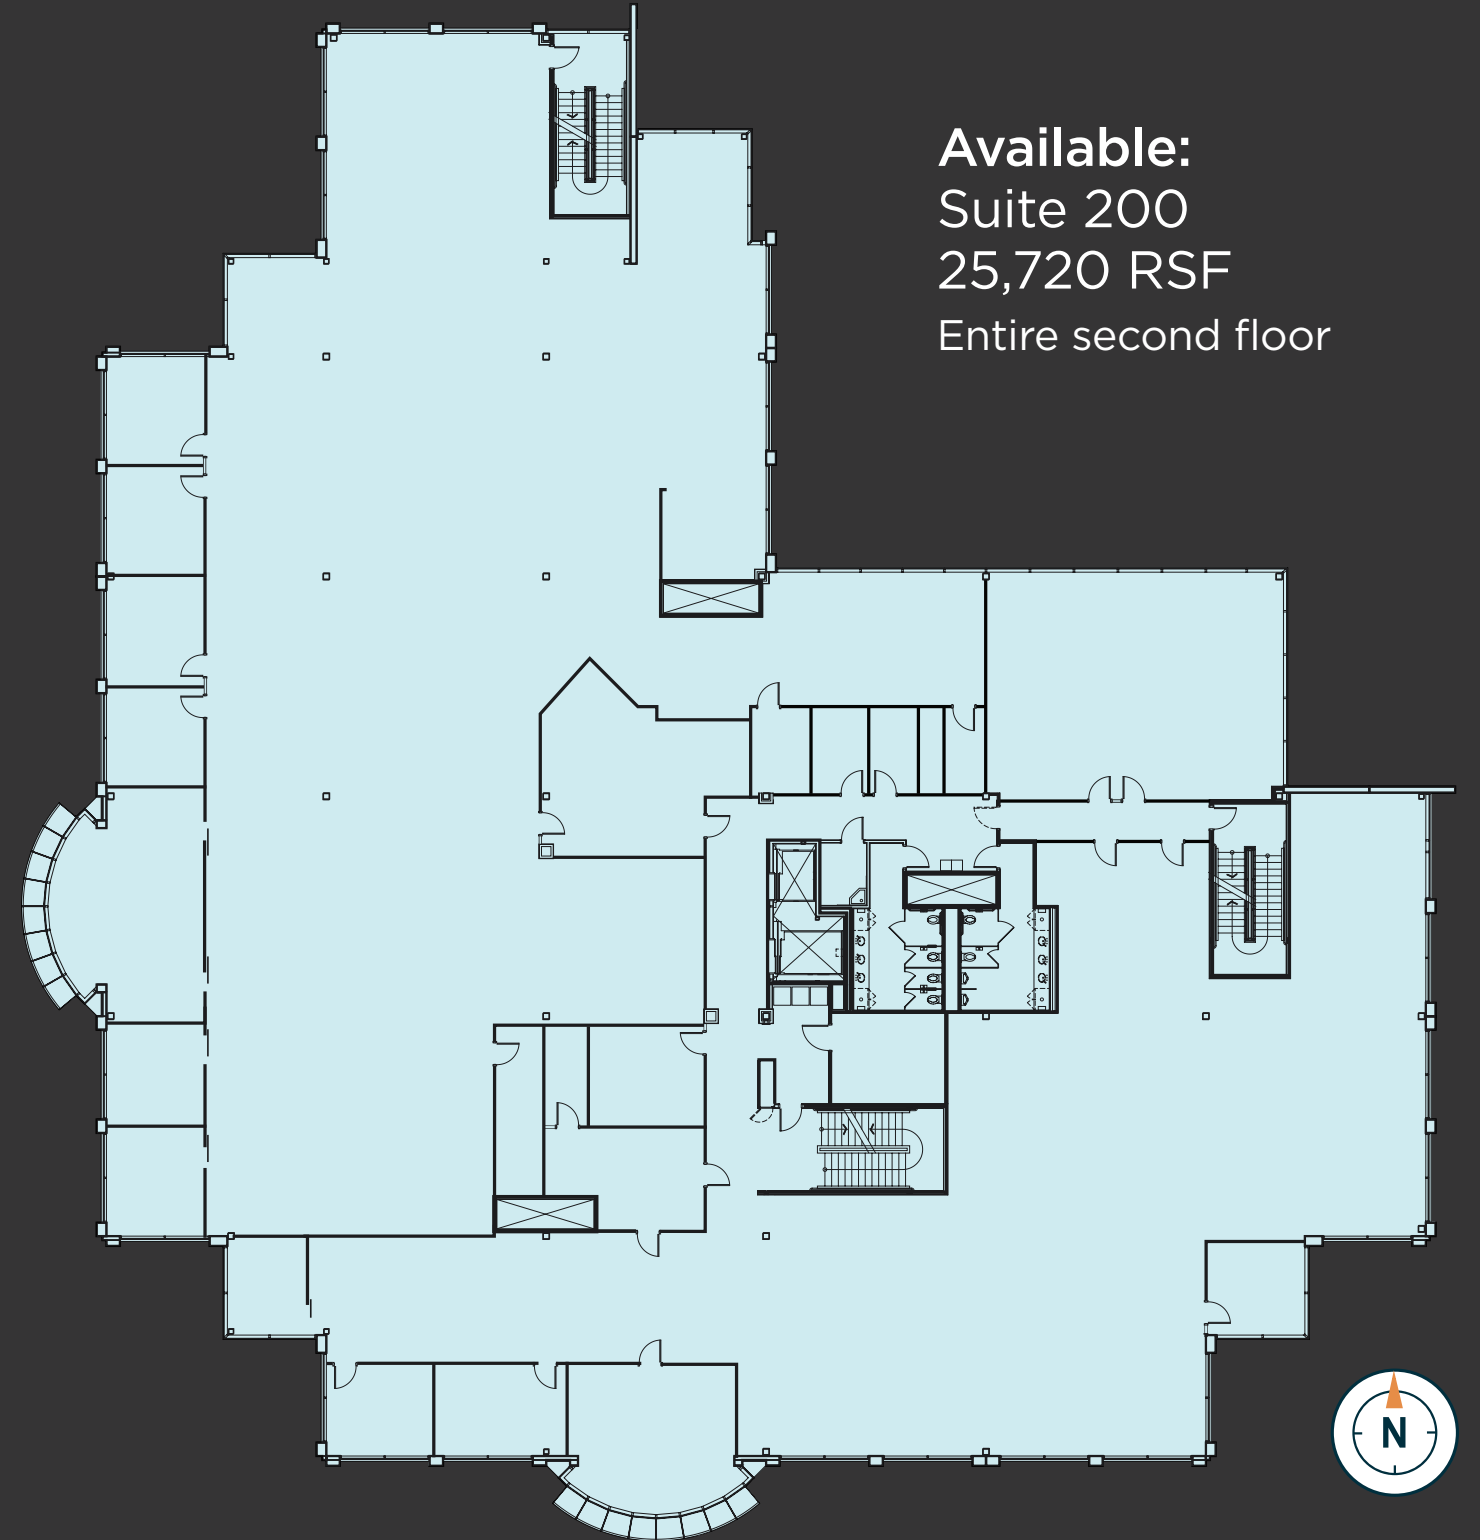 Available:
Suite 200
25,720 RSF
Entire second floor
N